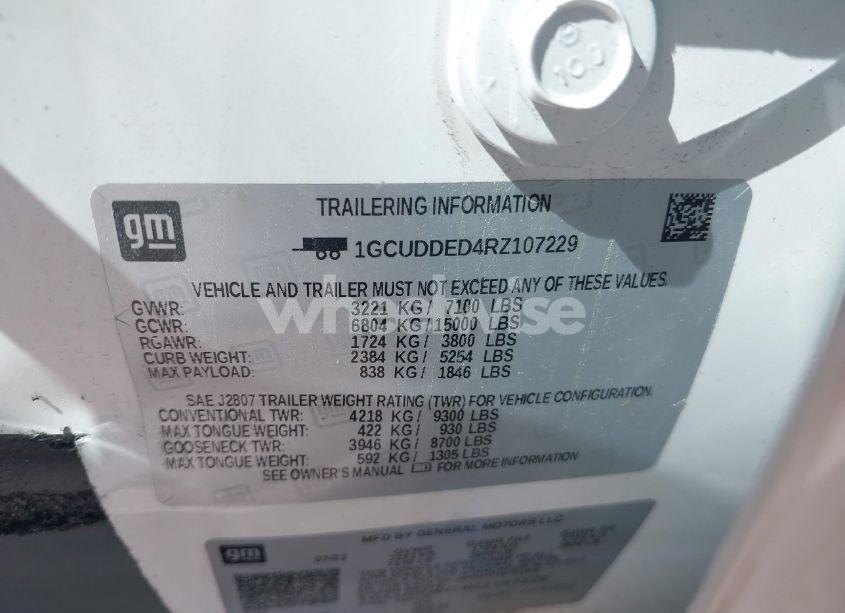 100
gm
TRAILERING INFORMATION
1GCUDDED4RZ107229
VEHICLE AND TRAILER MUST NOT EXCEED ANY OF THESE VALUES.
GVWR: 3221 KG / 7100 LBS
GCWR: 6804 KG / 15000 LBS
RGAWR: 1724 KG / 3800 LBS
CURB WEIGHT: 2384 KG / 5254 LBS
MAX PAYLOAD: 838 KG / 1846 LBS
wheelwise
SAE J2807 TRAILER WEIGHT RATING (TWR) FOR VEHICLE CONFIGURATION.
CONVENTIONAL TWR: 4218 KG / 9300 LBS
MAX TONGUE WEIGHT: 422 KG / 930 LBS
GOOSENECK TWR: 3946 KG / 8700 LBS
MAX TONGUE WEIGHT: 592 KG / 1305 LBS
SEE OWNER'S MANUAL FOR MORE INFORMATION
MFD BY GENERAL MOTORS LLC
gm